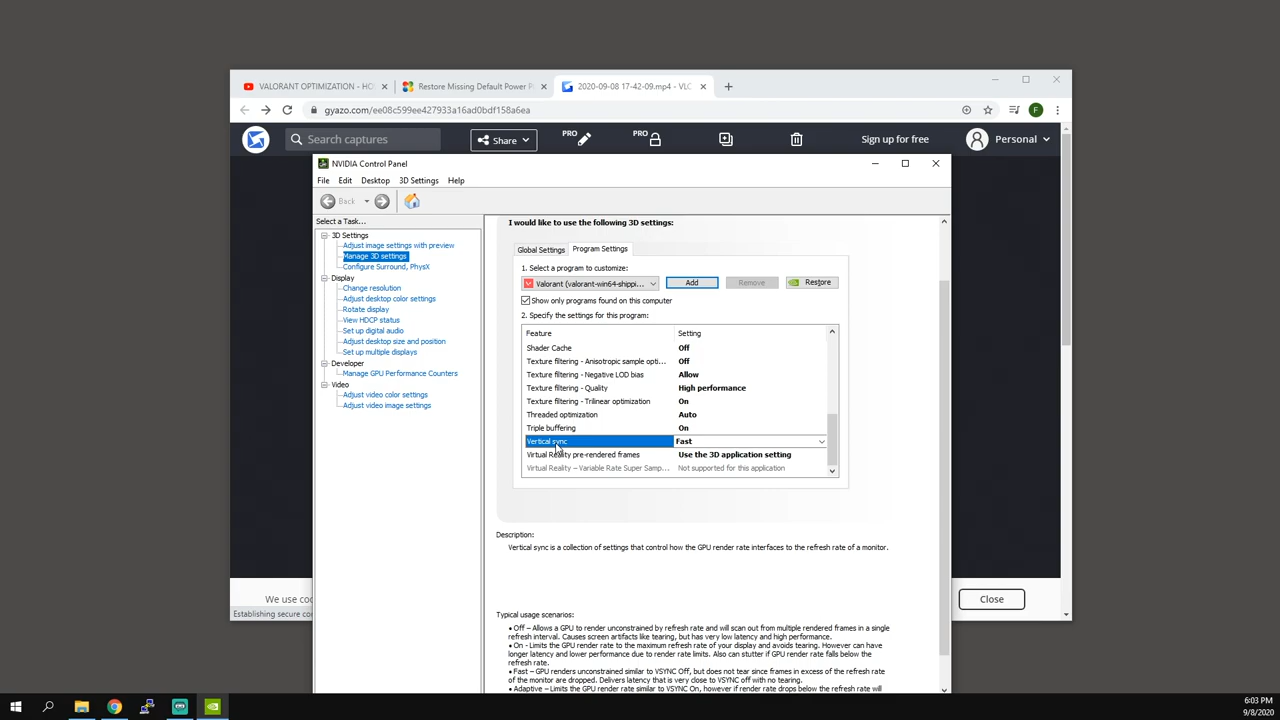 VALORANT OPTIMIZATION - HO
Restore Missing Default Power P
2020-09-08 17-42-09.mp4 - VLC
gyazo.com/ee08c599ee427933a16ad0bdf158a6ea
F
Search captures
Share
PRO
PRO
Sign up for free
Personal
NVIDIA Control Panel
File Edit Desktop 3D Settings Help
Back
Select a Task...
3D Settings
Adjust image settings with preview
Manage 3D settings
Configure Surround, PhysX
Display
Change resolution
Adjust desktop color settings
Rotate display
View HDCP status
Set up digital audio
Adjust desktop size and position
Set up multiple displays
Developer
Manage GPU Performance Counters
Video
Adjust video color settings
Adjust video image settings
I would like to use the following 3D settings:
Global Settings Program Settings
1. Select a program to customize:
Valorant (valorant-win64-shippi... Add Remove Restore
Show only programs found on this computer
2. Specify the settings for this program:
Feature Setting
Shader Cache Off
Texture filtering - Anisotropic sample opti... Off
Texture filtering - Negative LOD bias Allow
Texture filtering - Quality High performance
Texture filtering - Trilinear optimization On
Threaded optimization Auto
Triple buffering On
Vertical sync Fast
Virtual Reality pre-rendered frames Use the 3D application setting
Virtual Reality – Variable Rate Super Samp... Not supported for this application
Description:
Vertical sync is a collection of settings that control how the GPU render rate interfaces to the refresh rate of a monitor.
Typical usage scenarios:
• Off – Allows a GPU to render unconstrained by refresh rate and will scan out from multiple rendered frames in a single
refresh interval. Causes screen artifacts like tearing, but has very low latency and high performance.
• On - Limits the GPU render rate to the maximum refresh rate of your display and avoids tearing. However can have
longer latency and lower performance due to render rate limits. Also can stutter if GPU render rate falls below the
refresh rate.
• Fast – GPU renders unconstrained similar to VSYNC Off, but does not tear since frames in excess of the refresh rate
of the monitor are dropped. Delivers latency that is very close to VSYNC off with no tearing.
• Adaptive – Limits the GPU render rate similar to VSYNC On, however if render rate drops below the refresh rate will
We use coo
Close
Establishing secure co
6:03 PM
9/8/2020